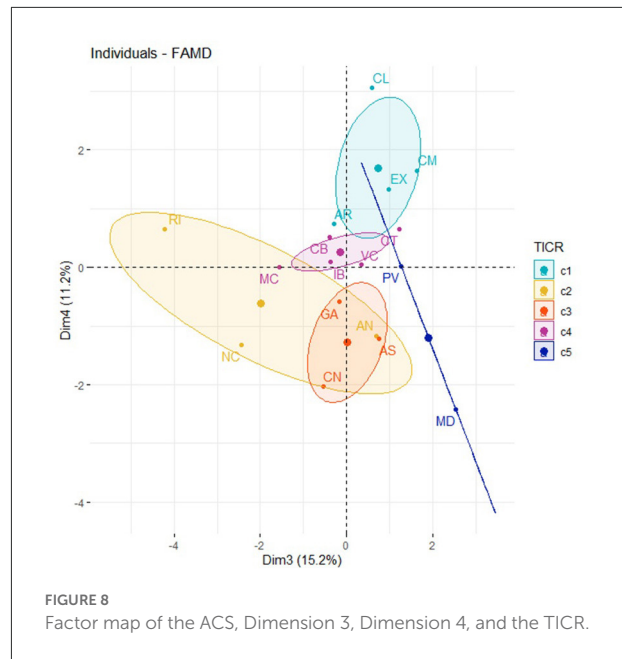 Individuals - FAMD
CL
CM
EX
RI
AR
CB
CT
VC
MC
IB
PV
GA
AN
NC
AS
CN
MD
2
0
-2
-4
Dim4 (11.2%)
-4
-2
0
2
Dim3 (15.2%)
TICR
c1
c2
c3
c4
c5
FIGURE 8
Factor map of the ACS, Dimension 3, Dimension 4, and the TICR.